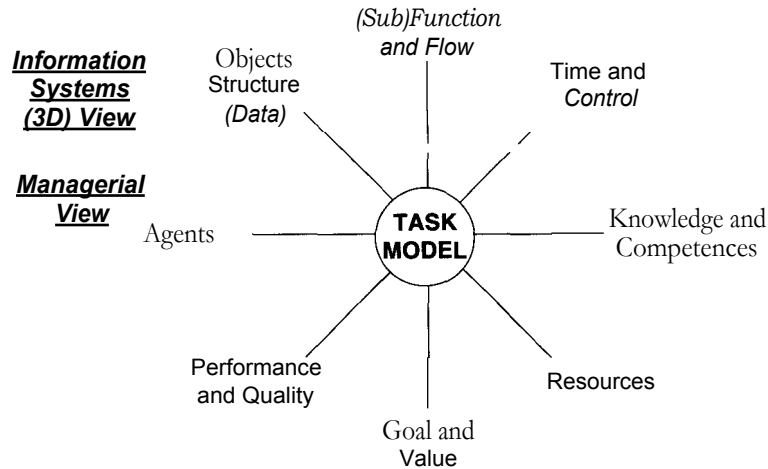 (Sub)Function
and Flow
Information
Systems
(3D) View
Objects
Structure
(Data)
Time and
Control
Managerial
View
Agents
TASK
MODEL
Knowledge and
Competences
Performance
and Quality
Resources
Goal and
Value